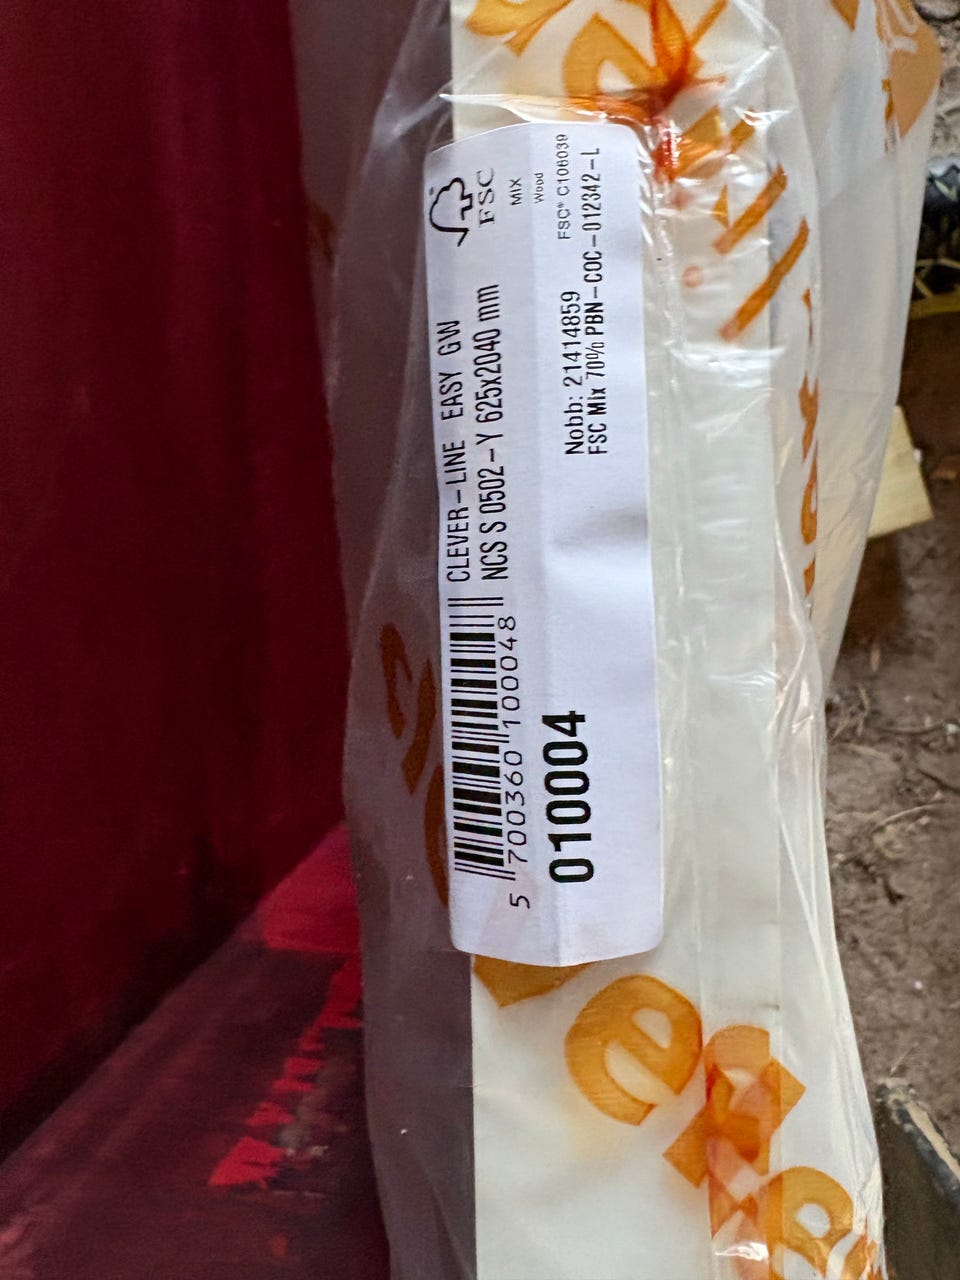 CLEVER-LINE EASY GW
NCS S 0502-Y 625x2040 mm
5 700360 100048
010004
Nobb: 21414859
FSC Mix 70% PBN-COC-012342-L
FSC
MIX
Wood
FSC® C106039